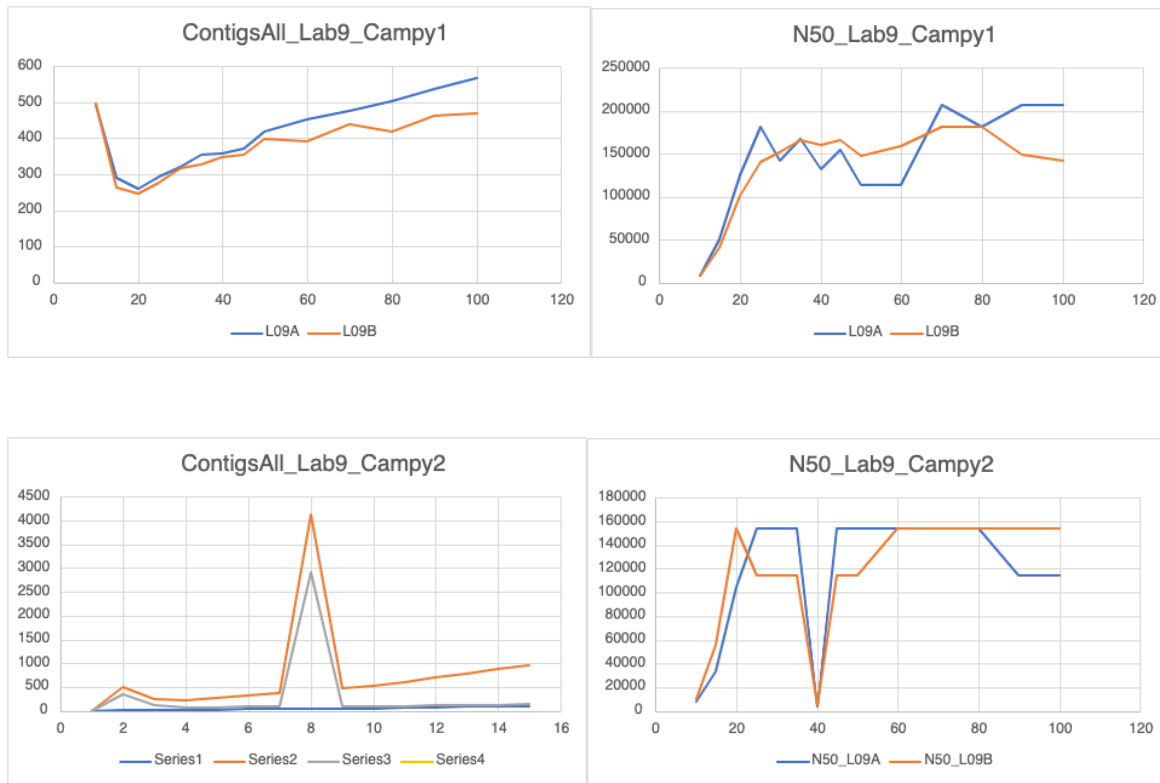 ContigsAll_Lab9_Campy1
600
500
400
300
200
100
0
0 20 40 60 80 100 120
L09A L09B
N50_Lab9_Campy1
250000
200000
150000
100000
50000
0
0 20 40 60 80 100 120
L09A L09B
ContigsAll_Lab9_Campy2
4500
4000
3500
3000
2500
2000
1500
1000
500
0
0 2 4 6 8 10 12 14 16
Series1 Series2 Series3 Series4
N50_Lab9_Campy2
180000
160000
140000
120000
100000
80000
60000
40000
20000
0
0 20 40 60 80 100 120
N50_L09A N50_L09B